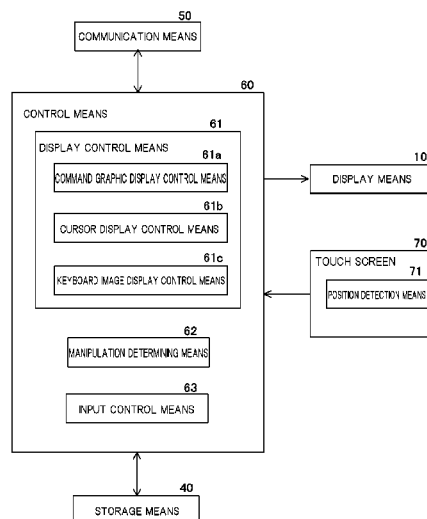 50
COMMUNICATION MEANS
60
CONTROL MEANS
61
DISPLAY CONTROL MEANS
61a
COMMAND GRAPHIC DISPLAY CONTROL MEANS
61b
CURSOR DISPLAY CONTROL MEANS
61c
KEYBOARD IMAGE DISPLAY CONTROL MEANS
62
MANIPULATION DETERMINING MEANS
63
INPUT CONTROL MEANS
10
DISPLAY MEANS
70
TOUCH SCREEN
71
POSITION DETECTION MEANS
40
STORAGE MEANS